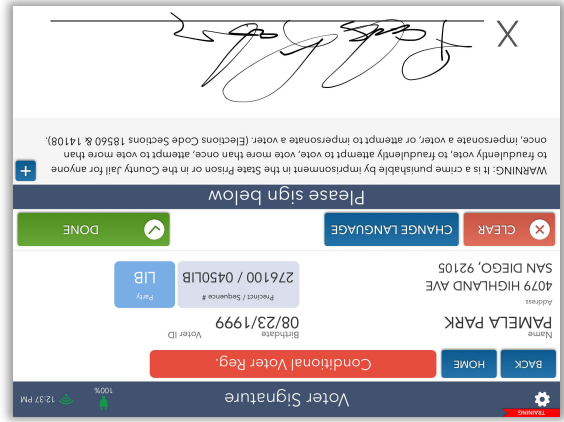 TRAINING
Voter Signature
100%
12:37 PM
BACK
HOME
Conditional Voter Reg.
Name
Birthdate
Voter ID
PAMELA PARK
08/23/1999
Address
Precinct / Sequence #
Party
4079 HIGHLAND AVE
276100 / 0450LIB
LIB
SAN DIEGO, 92105
CLEAR
CHANGE LANGUAGE
DONE
Please sign below
WARNING: It is a crime punishable by imprisonment in the State Prison or in the County Jail for anyone
to fraudulently vote, to fraudulently attempt to vote, vote more than once, attempt to vote more than
once, impersonate a voter, or attempt to impersonate a voter. (Elections Code Sections 18560 & 14108).
+
X